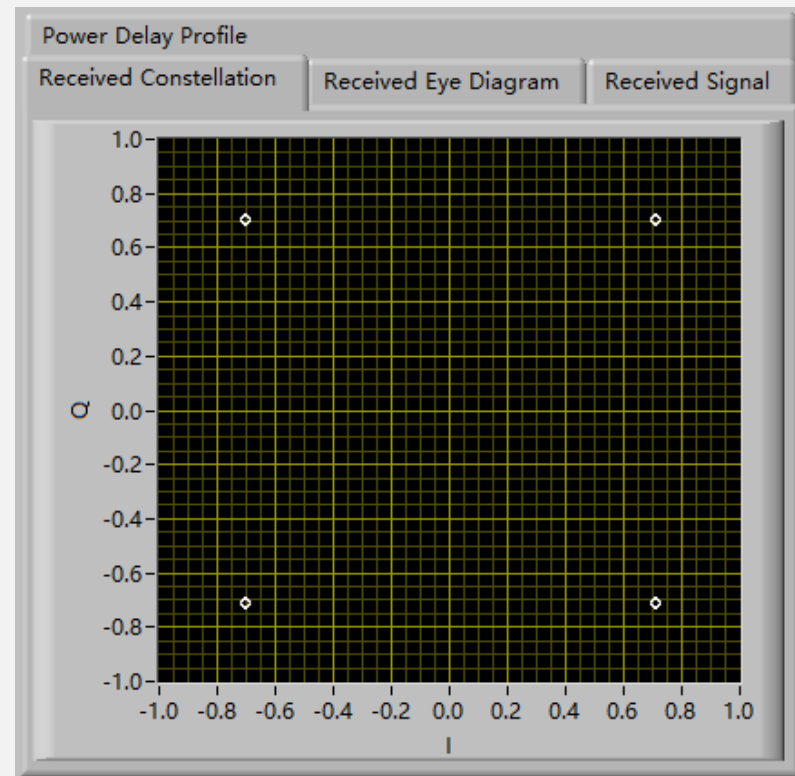 Power Delay Profile
Received Constellation Received Eye Diagram Received Signal
1.0
0.8
0.6
0.4
0.2
Q 0.0
-0.2
-0.4
-0.6
-0.8
-1.0
-1.0 -0.8 -0.6 -0.4 -0.2 0.0 0.2 0.4 0.6 0.8 1.0
I